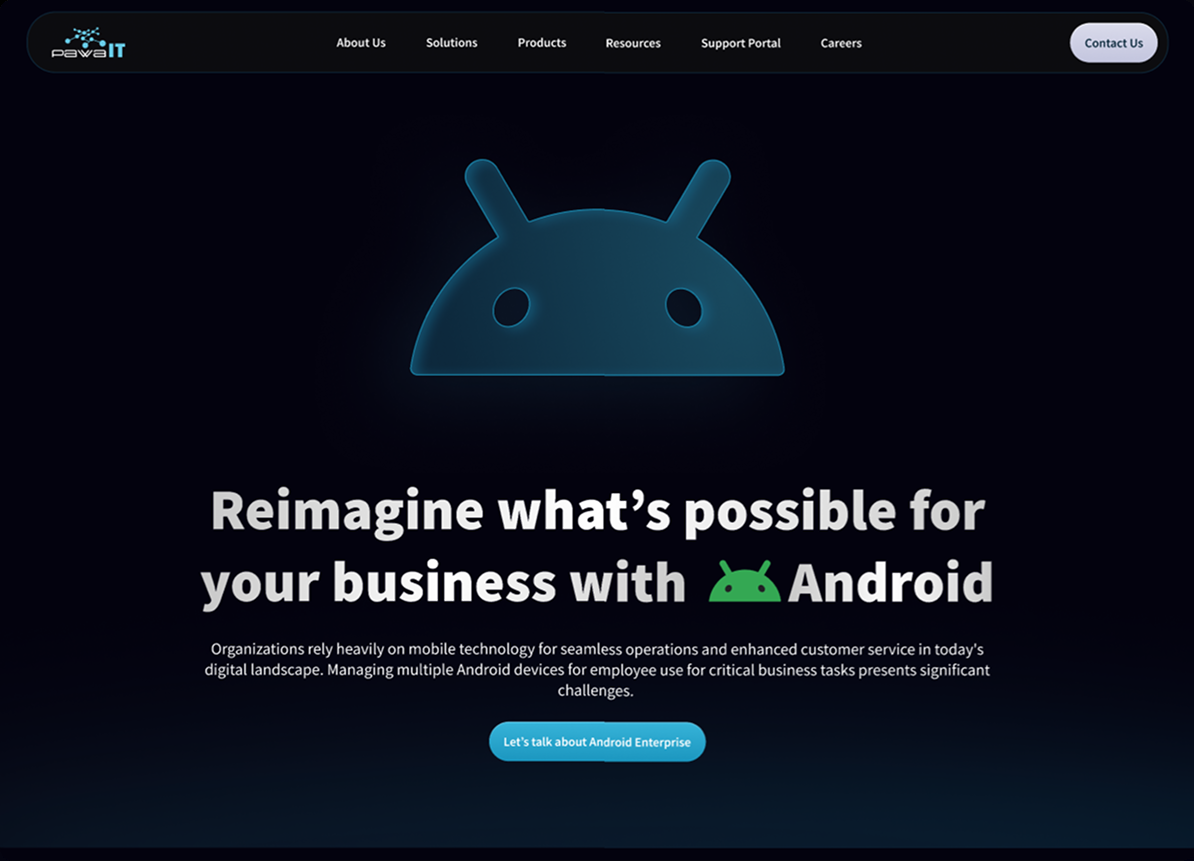 pawaIT
About Us
Solutions
Products
Resources
Support Portal
Careers
Contact Us
Reimagine what’s possible for
your business with Android
Organizations rely heavily on mobile technology for seamless operations and enhanced customer service in today's
digital landscape. Managing multiple Android devices for employee use for critical business tasks presents significant
challenges.
Let’s talk about Android Enterprise